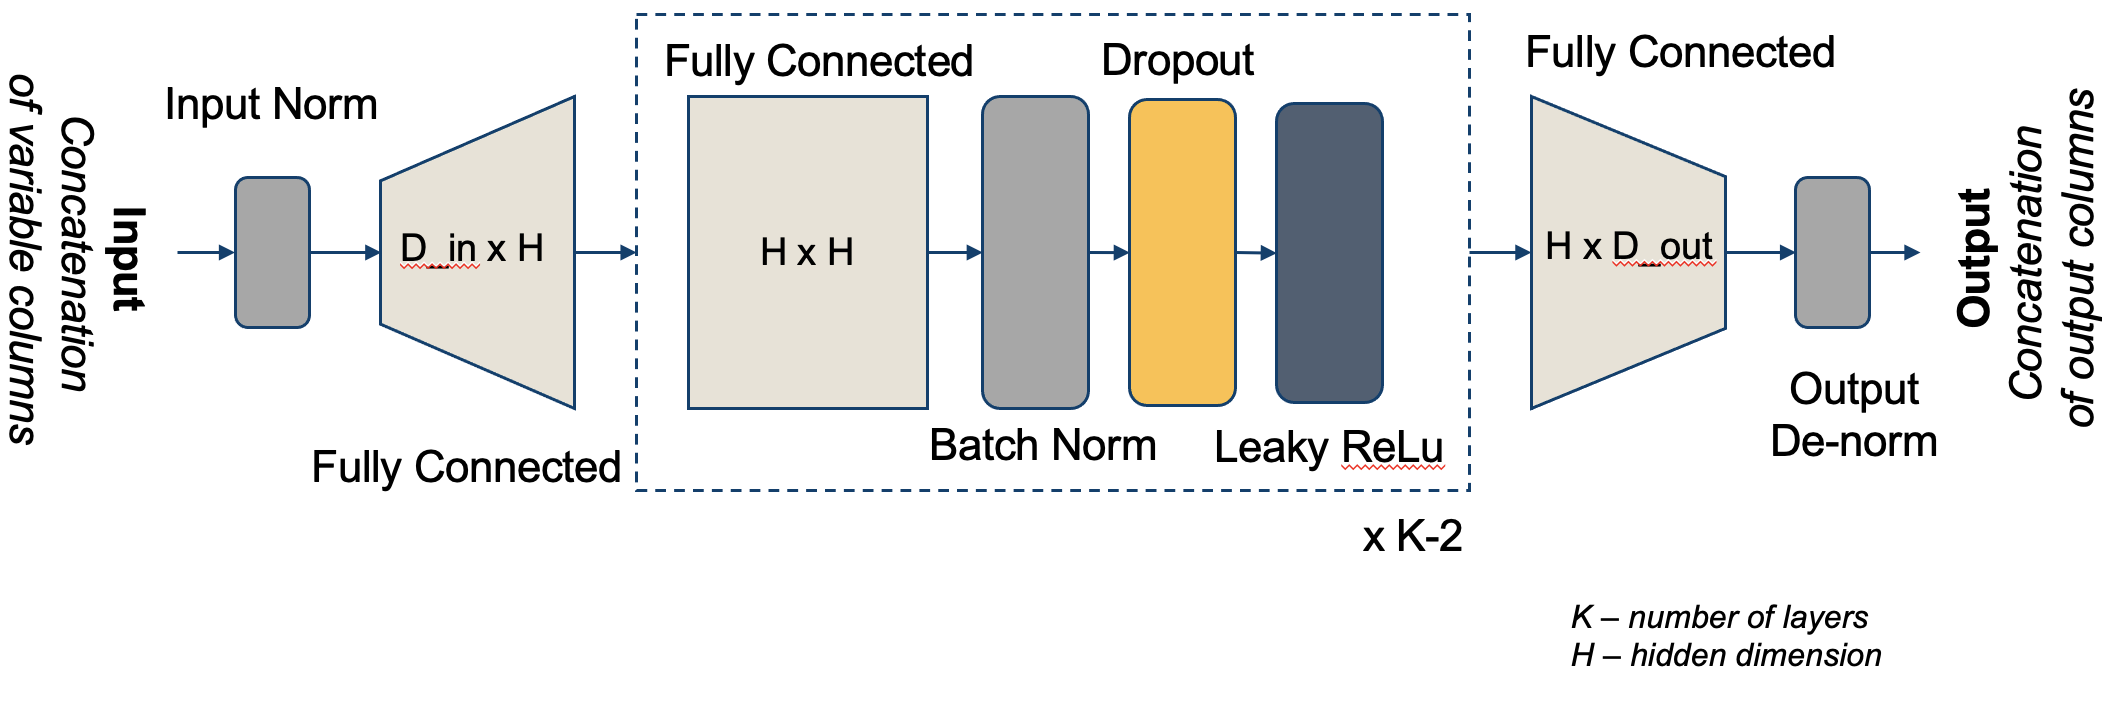 Input
Concatenation
of variable columns
Input Norm
D_in x H
Fully Connected
Fully Connected
H x H
Batch Norm
Dropout
Leaky ReLu
x K-2
Fully Connected
H x D_out
Output
De-norm
Output
Concatenation
of output columns
K – number of layers
H – hidden dimension